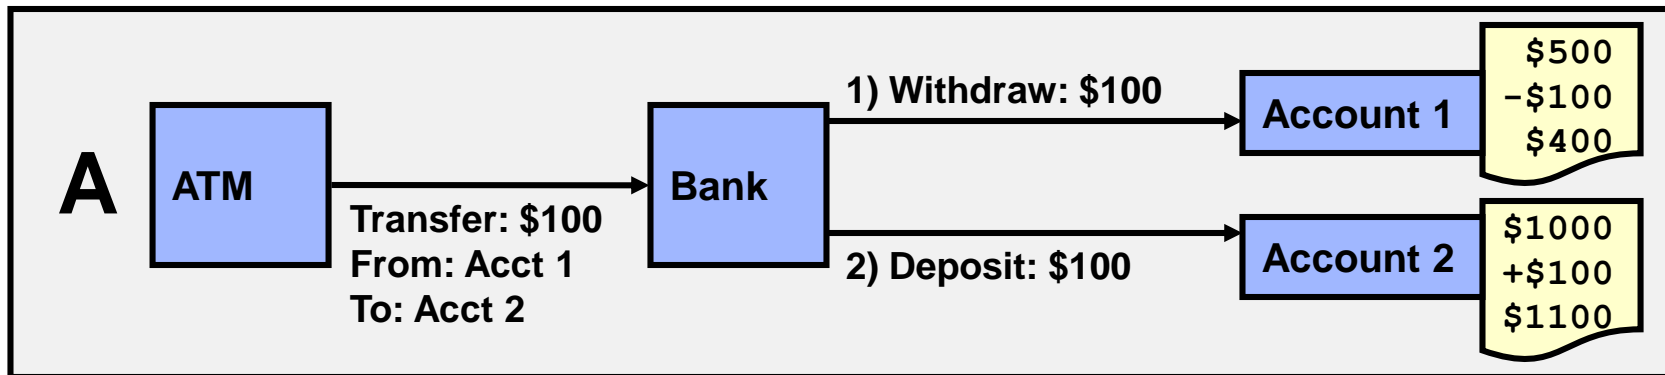 A
ATM
Transfer: $100
From: Acct 1
To: Acct 2
Bank
1) Withdraw: $100
Account 1
$500
-$100
$400
2) Deposit: $100
Account 2
$1000
+$100
$1100